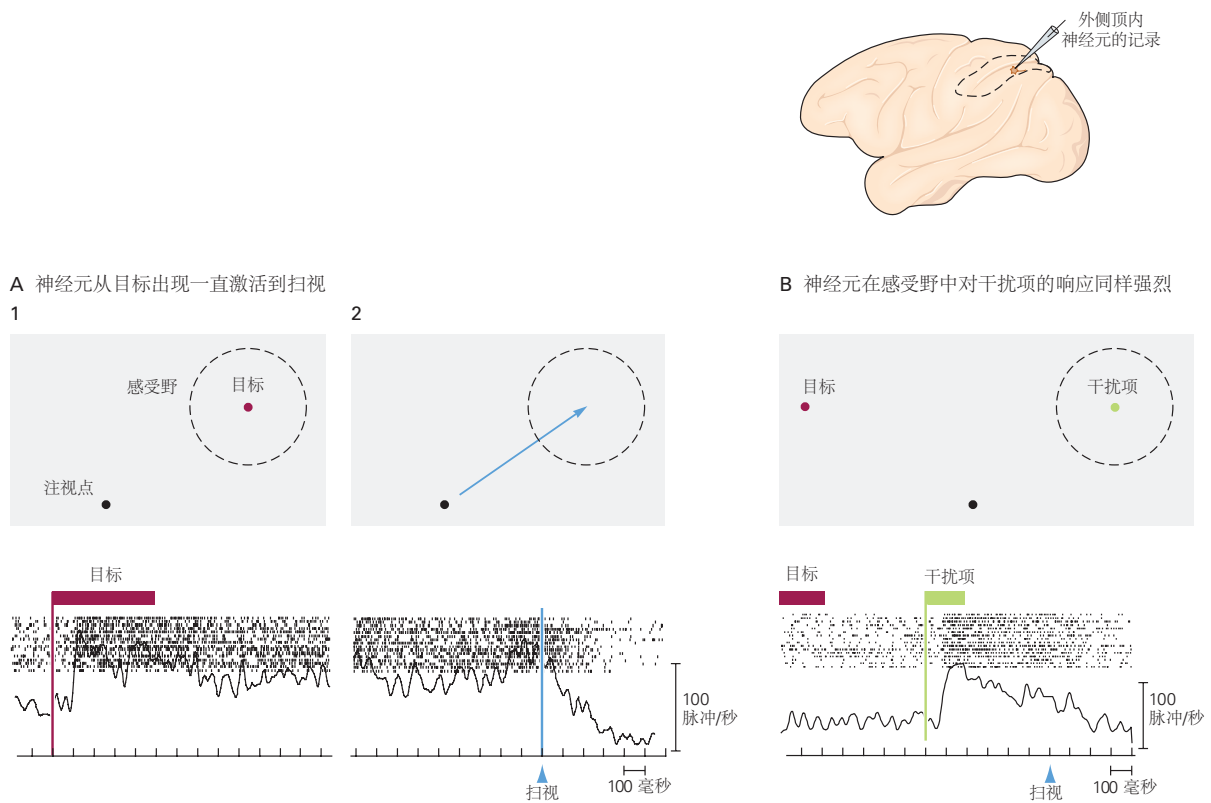 外侧顶内
神经元的记录
A 神经元从目标出现一直激活到扫视
B 神经元在感受野中对干扰项的响应同样强烈
1
2
感受野
目标
注视点
目标
干扰项
目标
目标
干扰项
100
脉冲/秒
100
脉冲/秒
扫视
100 毫秒
扫视
100 毫秒